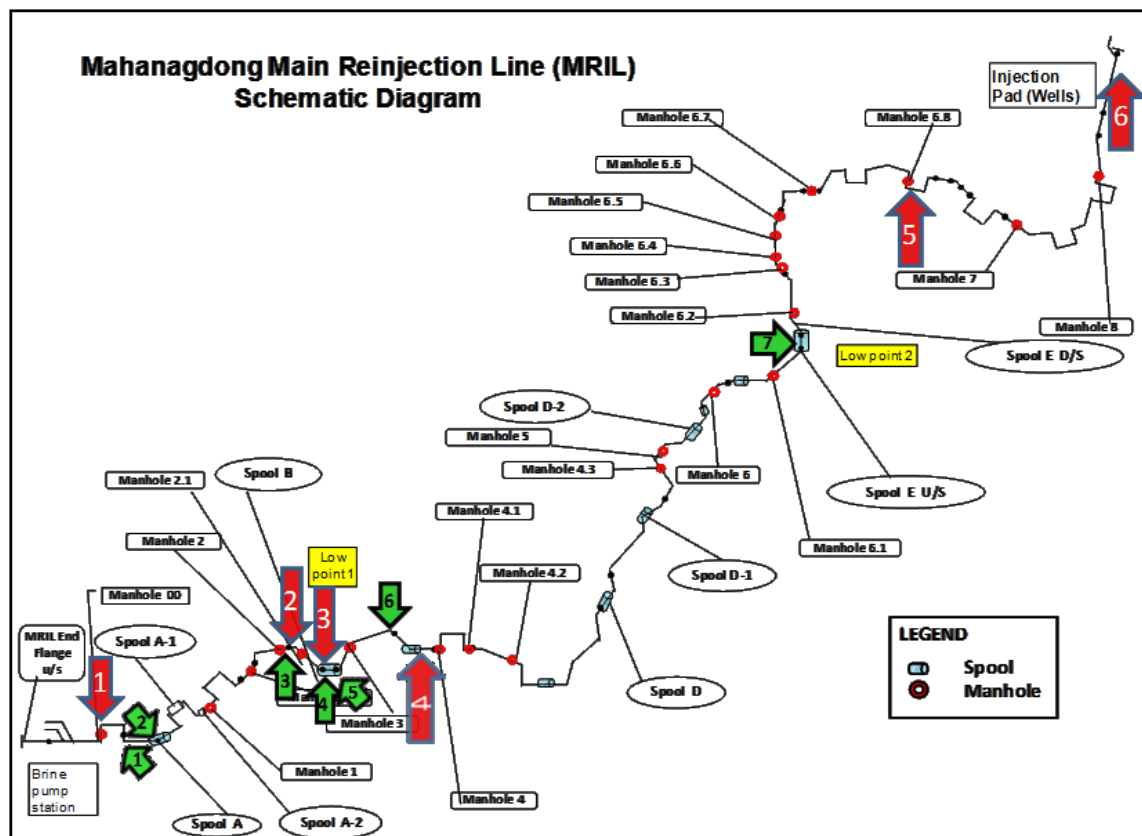 Mahanagdong Main Reinjection Line (MRIL)
Schematic Diagram
Injection
Pad (Wells)
6
Manhole 6.7
Manhole 6.8
Manhole 6.6
Manhole 6.5
5
Manhole 6.4
Manhole 6.3
Manhole 7
Manhole 6.2
Manhole 8
7
Low point 2
Spool E D/S
Spool D-2
Manhole 5
Manhole 4.3
Manhole 6
Spool B
Manhole 2.1
Spool E U/S
Manhole 4.1
Manhole 2
Low
point 1
Manhole 6.1
Manhole 4.2
Spool D-1
2
3
6
Manhole 00
MRIL End
Flange
u/s
Spool A-1
LEGEND
Spool
Manhole
1
3
4
5
4
Spool D
2
1
Manhole 3
Brine
pump
station
Manhole 1
Manhole 4
Spool A
Spool A-2